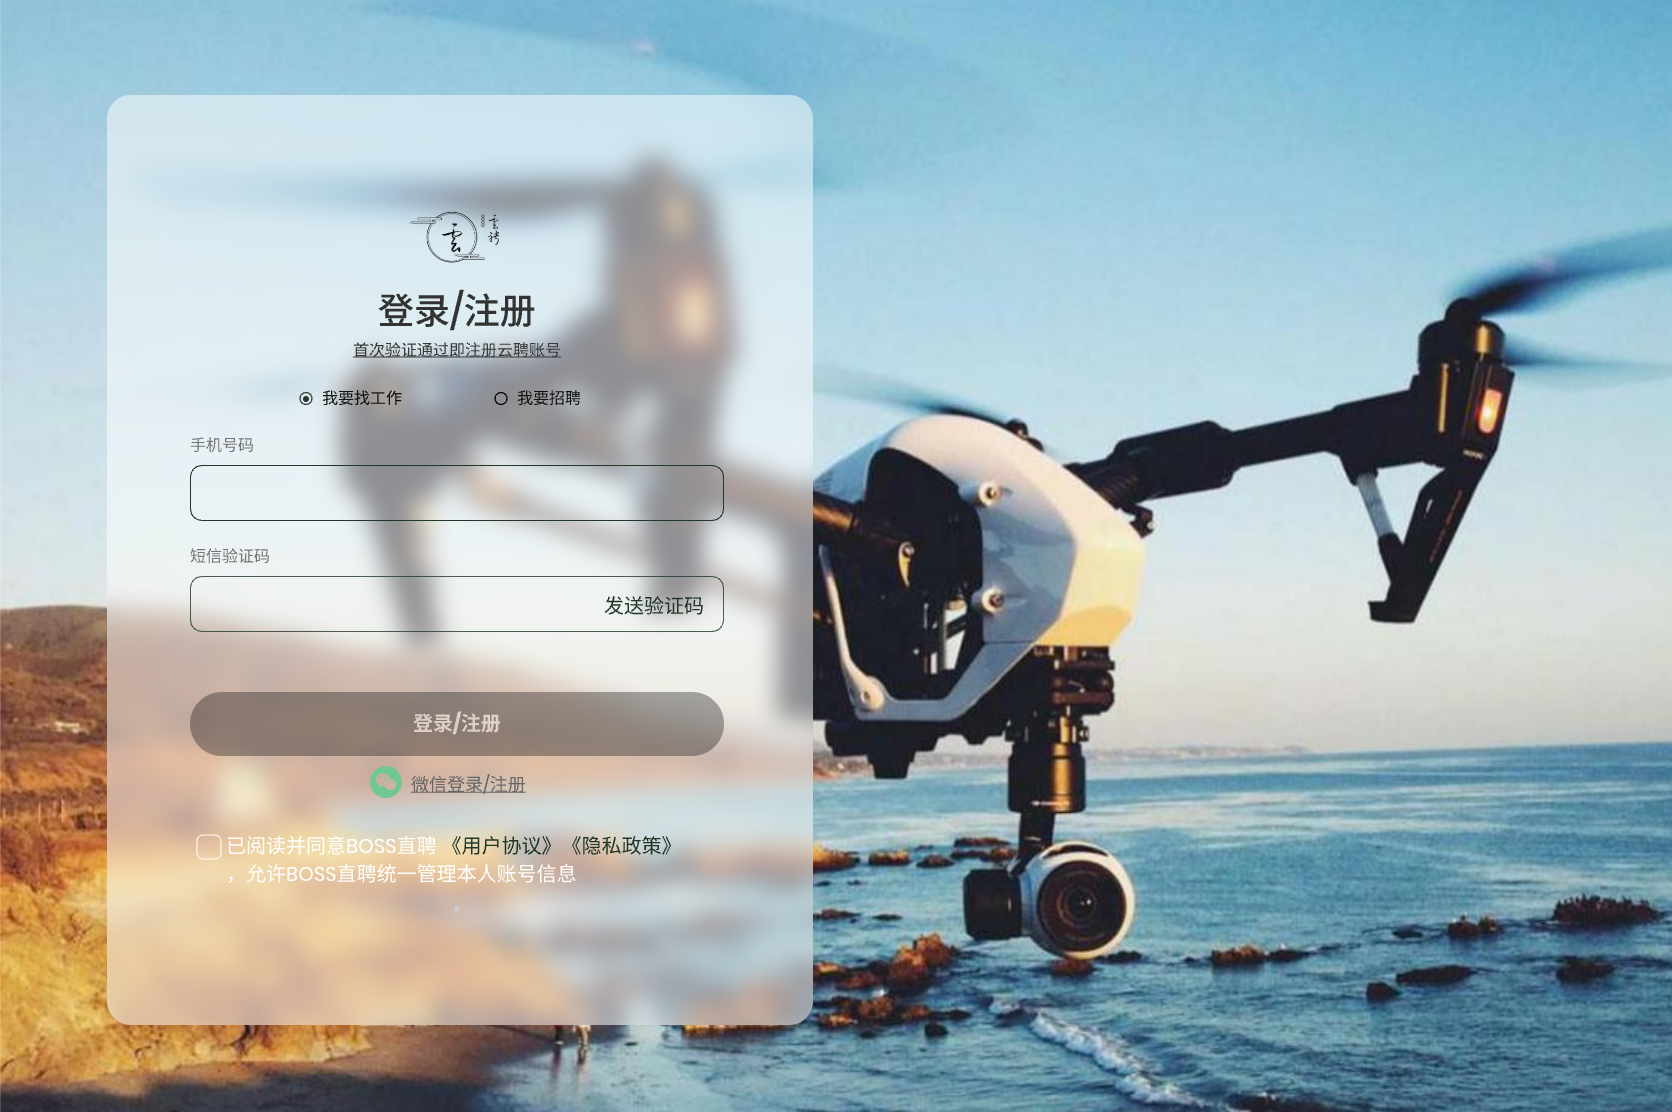 雲
雲聘
登录/注册
首次验证通过即注册云聘账号
我要找工作
我要招聘
手机号码
短信验证码
发送验证码
登录/注册
微信登录/注册
已阅读并同意BOSS直聘 《用户协议》《隐私政策》
，允许BOSS直聘统一管理本人账号信息